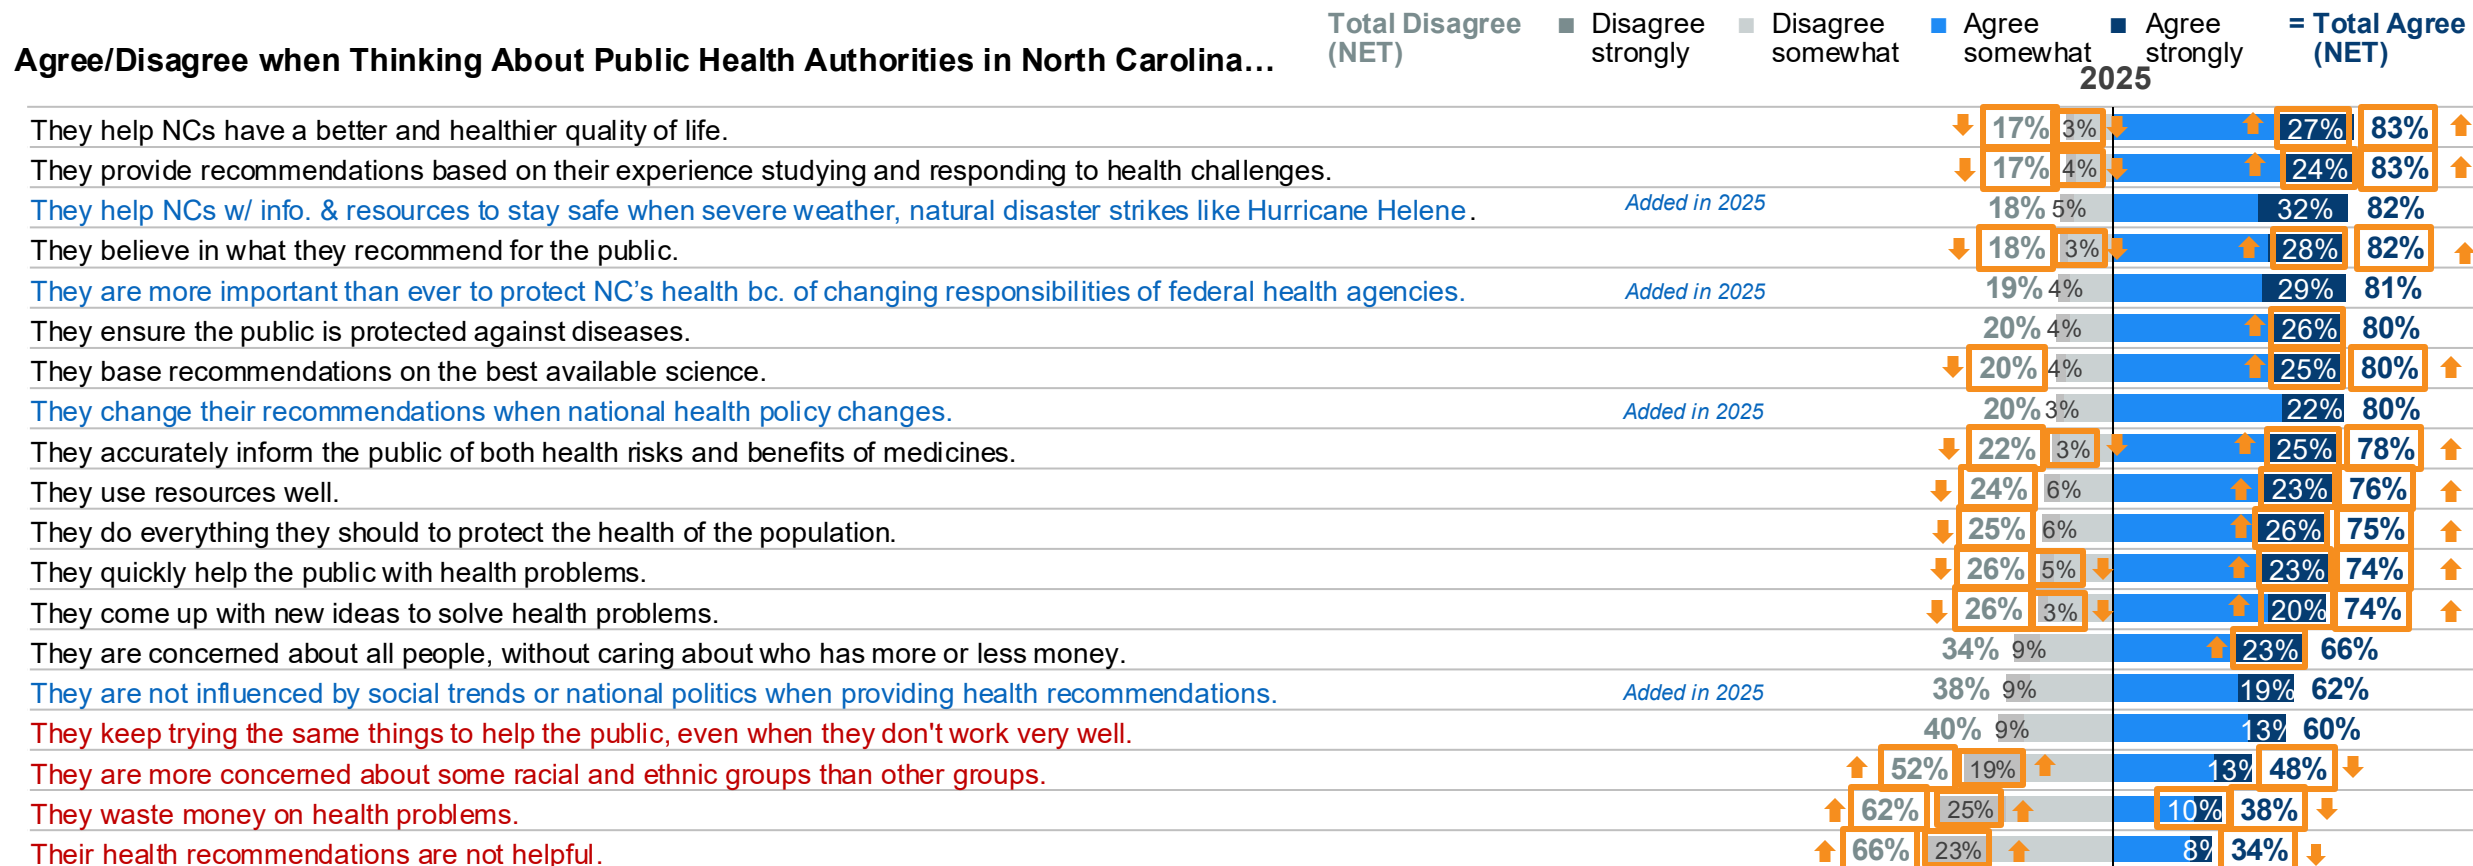 Agree/Disagree when Thinking About Public Health Authorities in North Carolina…
Total Disagree
(NET)
Disagree
strongly
Disagree
somewhat
Agree
somewhat
Agree
strongly
= Total Agree
(NET)
2025
They help NCs have a better and healthier quality of life. 17% 3% 27% 83%
They provide recommendations based on their experience studying and responding to health challenges. 17% 4% 24% 83%
They help NCs w/ info. & resources to stay safe when severe weather, natural disaster strikes like Hurricane Helene. Added in 2025 18% 5% 32% 82%
They believe in what they recommend for the public. 18% 3% 28% 82%
They are more important than ever to protect NC's health bc. of changing responsibilities of federal health agencies. Added in 2025 19% 4% 29% 81%
They ensure the public is protected against diseases. 20% 4% 26% 80%
They base recommendations on the best available science. 20% 4% 25% 80%
They change their recommendations when national health policy changes. Added in 2025 20% 3% 22% 80%
They accurately inform the public of both health risks and benefits of medicines. 22% 3% 25% 78%
They use resources well. 24% 6% 23% 76%
They do everything they should to protect the health of the population. 25% 6% 26% 75%
They quickly help the public with health problems. 26% 5% 23% 74%
They come up with new ideas to solve health problems. 26% 3% 20% 74%
They are concerned about all people, without caring about who has more or less money. 34% 9% 23% 66%
They are not influenced by social trends or national politics when providing health recommendations. Added in 2025 38% 9% 19% 62%
They keep trying the same things to help the public, even when they don't work very well. 40% 9% 13% 60%
They are more concerned about some racial and ethnic groups than other groups. 52% 19% 13% 48%
They waste money on health problems. 62% 25% 10% 38%
Their health recommendations are not helpful. 66% 23% 8% 34%